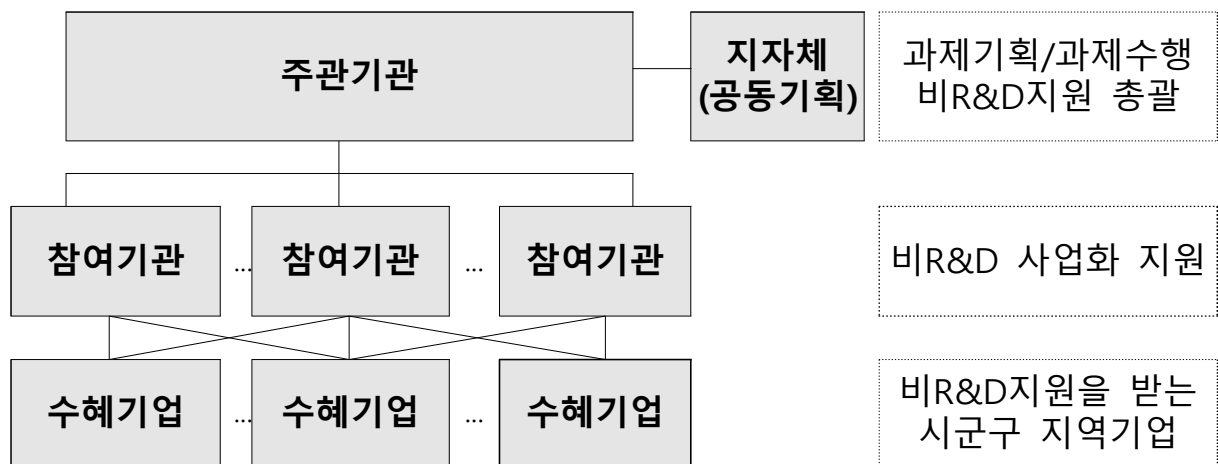 주관기관
지자체
(공동기획)
과제기획/과제수행
비R&D지원 총괄
참여기관 ... 참여기관 ... 참여기관
비R&D 사업화 지원
수혜기업 ... 수혜기업 ... 수혜기업
비R&D지원을 받는
시군구 지역기업